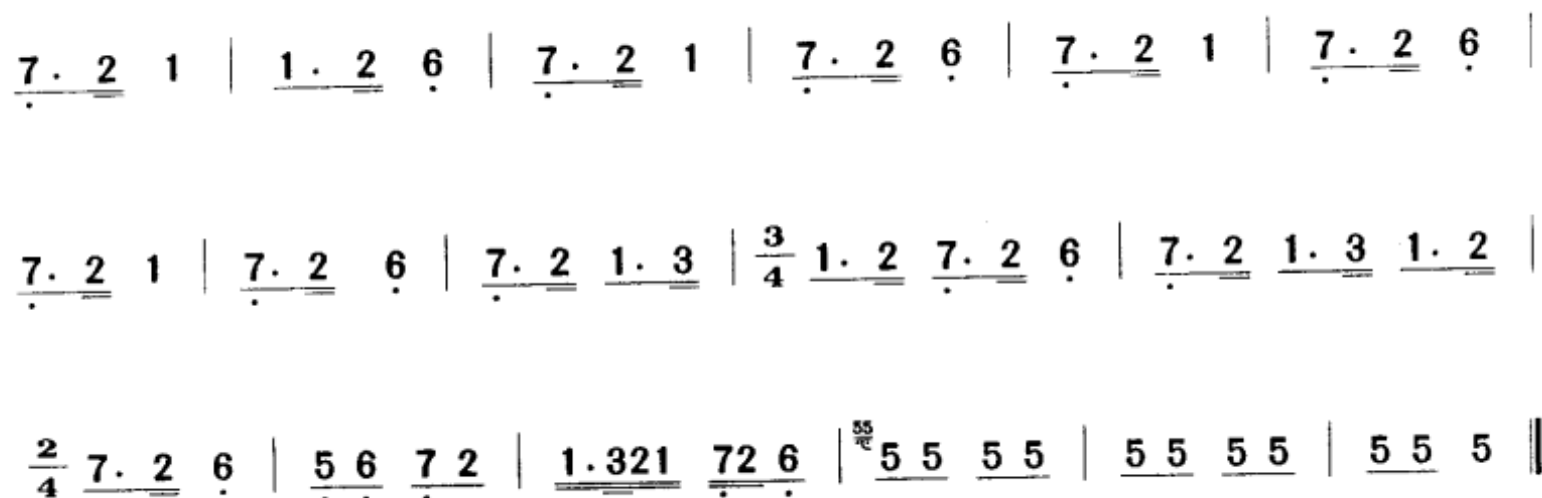 7. 2 1 | 1. 2 6 | 7. 2 1 | 7. 2 6 | 7. 2 1 | 7. 2 6 |
7. 2 1 | 7. 2 6 | 7. 2 1. 3 | 3/4 1. 2 7. 2 6 | 7. 2 1. 3 1. 2 |
2/4 7. 2 6 | 5 6 7 2 | 1.321 72 6 | 55 5 5 5 5 | 5 5 5 5 | 5 5 5 ‖